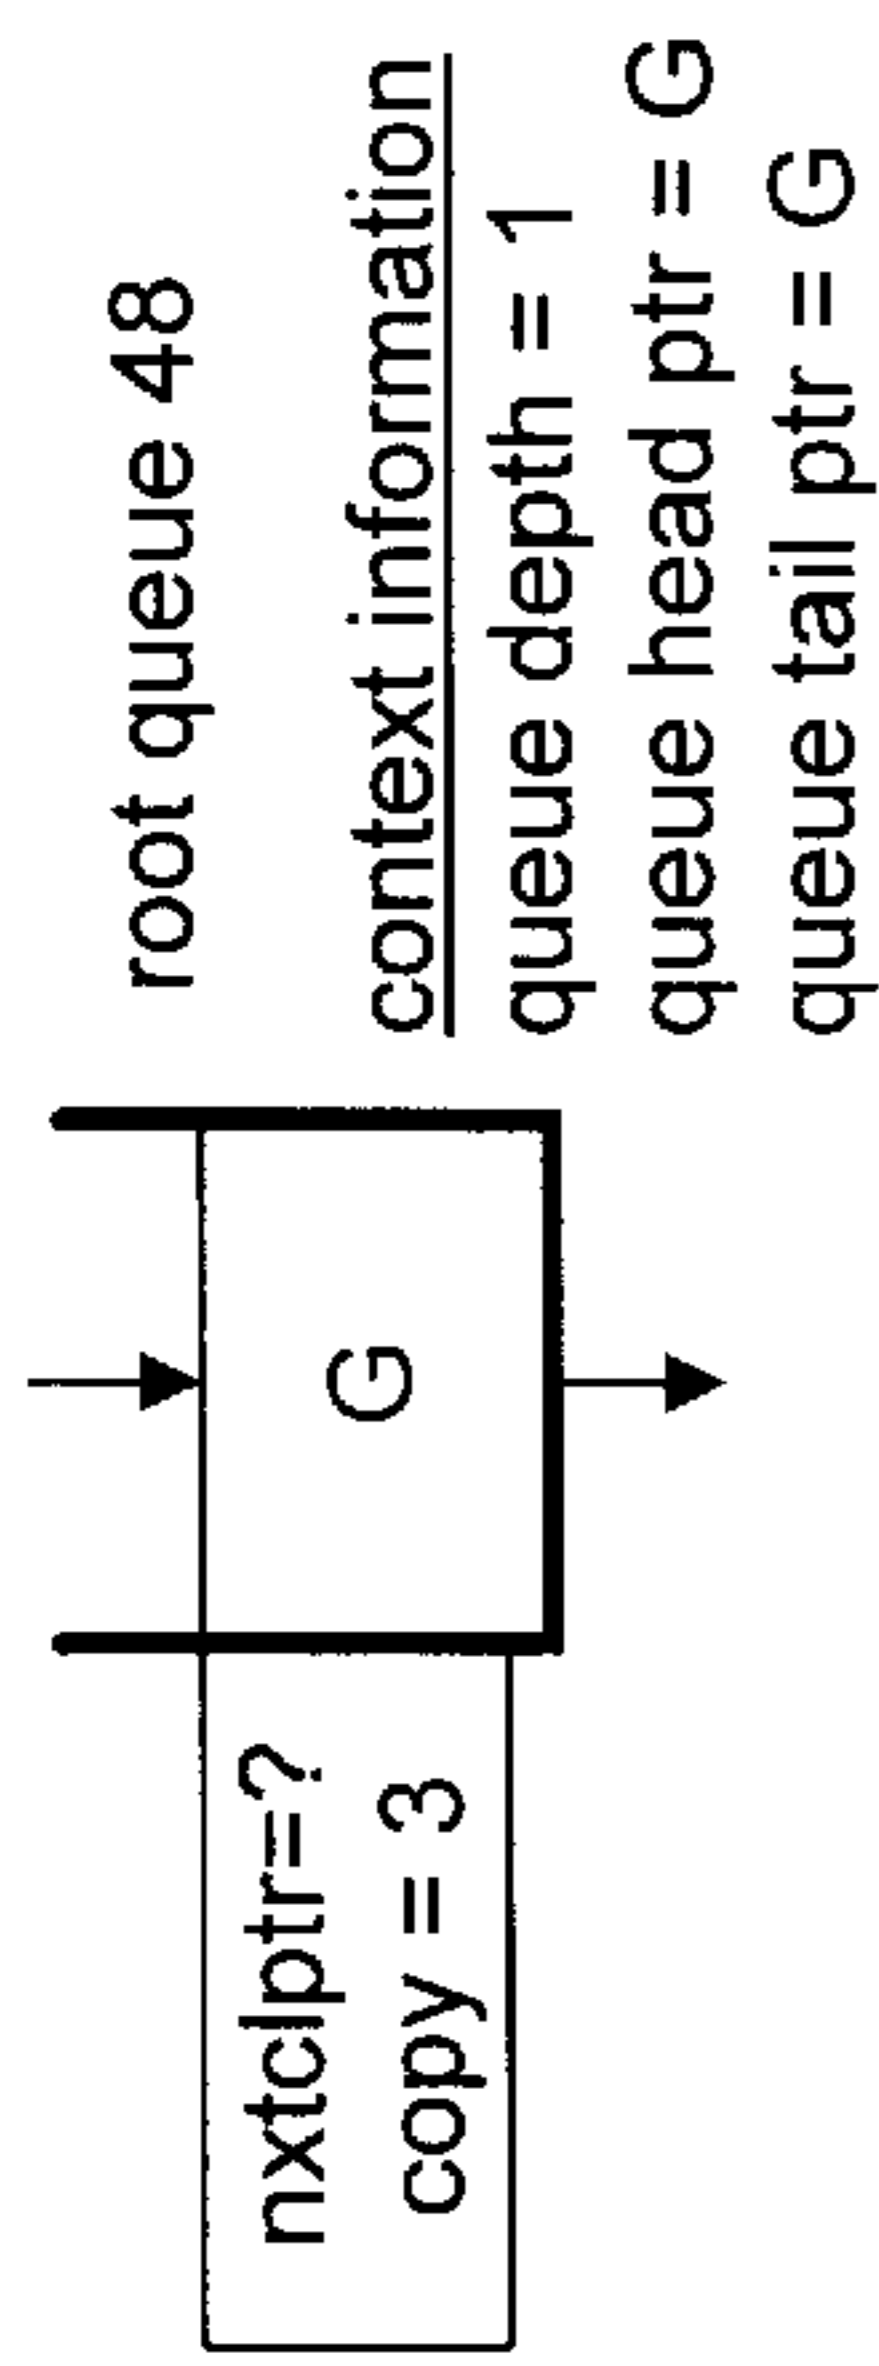 root queue 48
context information
queue depth = 1
queue head ptr = G
queue tail ptr = G
G
nxtclptr=?
copy = 3